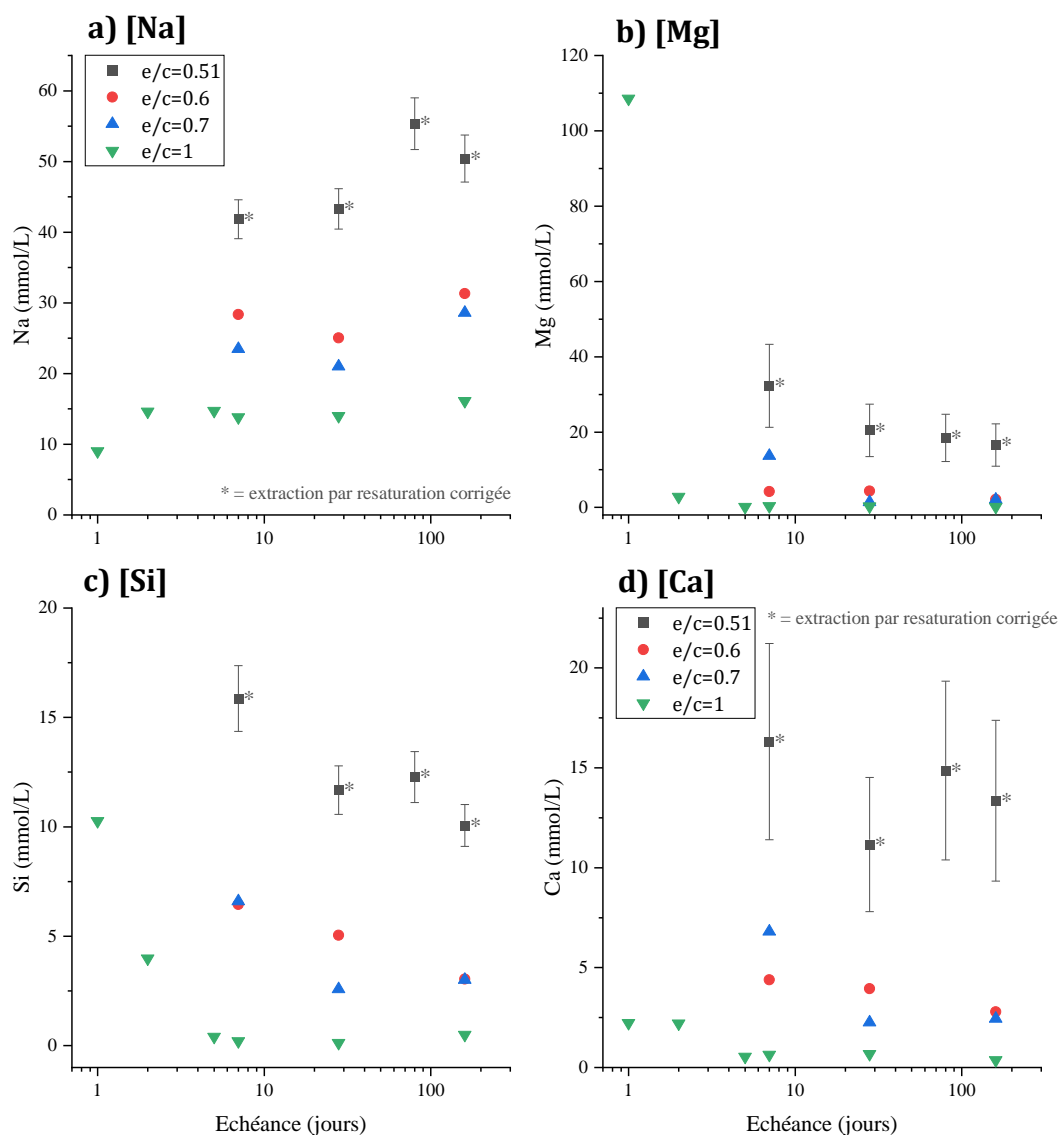 a) [Na]
e/c=0.51
e/c=0.6
e/c=0.7
e/c=1
Na (mmol/L)
60
50
40
30
20
10
0
* * * *
* = extraction par resaturation corrigée
1 10 100
b) [Mg]
Mg (mmol/L)
120
100
80
60
40
20
0
* * * *
1 10 100
c) [Si]
Si (mmol/L)
20
15
10
5
0
* * * *
1 10 100
Echéance (jours)
d) [Ca]
e/c=0.51
e/c=0.6
e/c=0.7
e/c=1
* = extraction par resaturation corrigée
Ca (mmol/L)
20
15
10
5
0
* * * *
1 10 100
Echéance (jours)